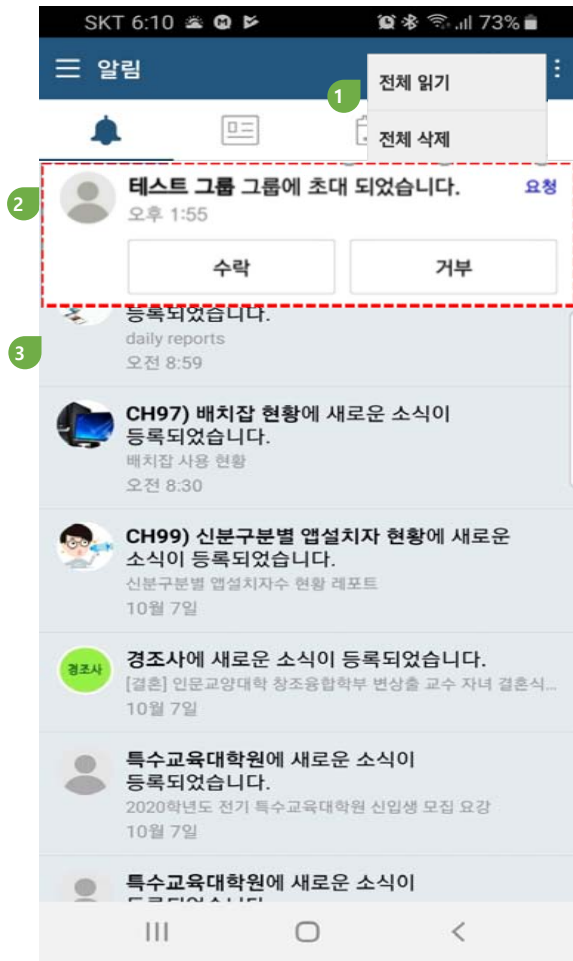 SKT 6:10
73%
알림
1
전체 읽기
전체 삭제
2
테스트 그룹 그룹에 초대 되었습니다.
요청
오후 1:55
수락
거부
3
등록되었습니다.
daily reports
오전 8:59
CH97) 배치잡 현황에 새로운 소식이
등록되었습니다.
배치잡 사용 현황
오전 8:30
CH99) 신분구분별 앱설치자 현황에 새로운
소식이 등록되었습니다.
신분구분별 앱설치자수 현황 레포트
10월 7일
경조사
경조사에 새로운 소식이 등록되었습니다.
[결혼] 인문교양대학 창조융합학부 변상출 교수 자녀 결혼식...
10월 7일
특수교육대학원에 새로운 소식이
등록되었습니다.
2020학년도 전기 특수교육대학원 신입생 모집 요강
10월 7일
특수교육대학원에 새로운 소식이